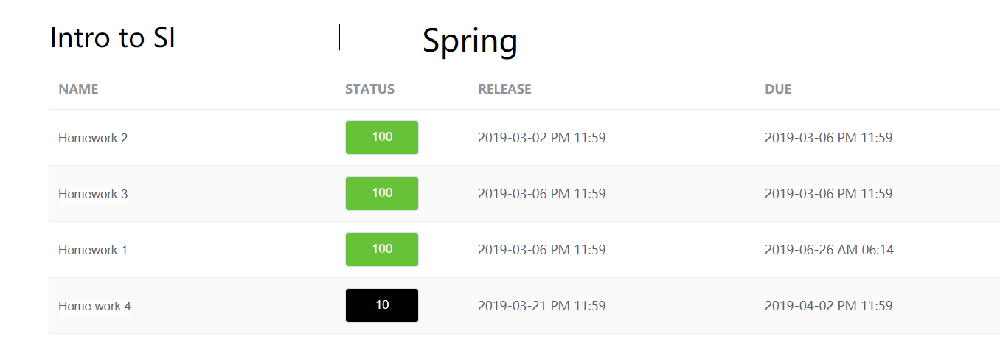 Intro to SI | Spring
NAME STATUS RELEASE DUE
Homework 2 100 2019-03-02 PM 11:59 2019-03-06 PM 11:59
Homework 3 100 2019-03-06 PM 11:59 2019-03-06 PM 11:59
Homework 1 100 2019-03-06 PM 11:59 2019-06-26 AM 06:14
Home work 4 10 2019-03-21 PM 11:59 2019-04-02 PM 11:59